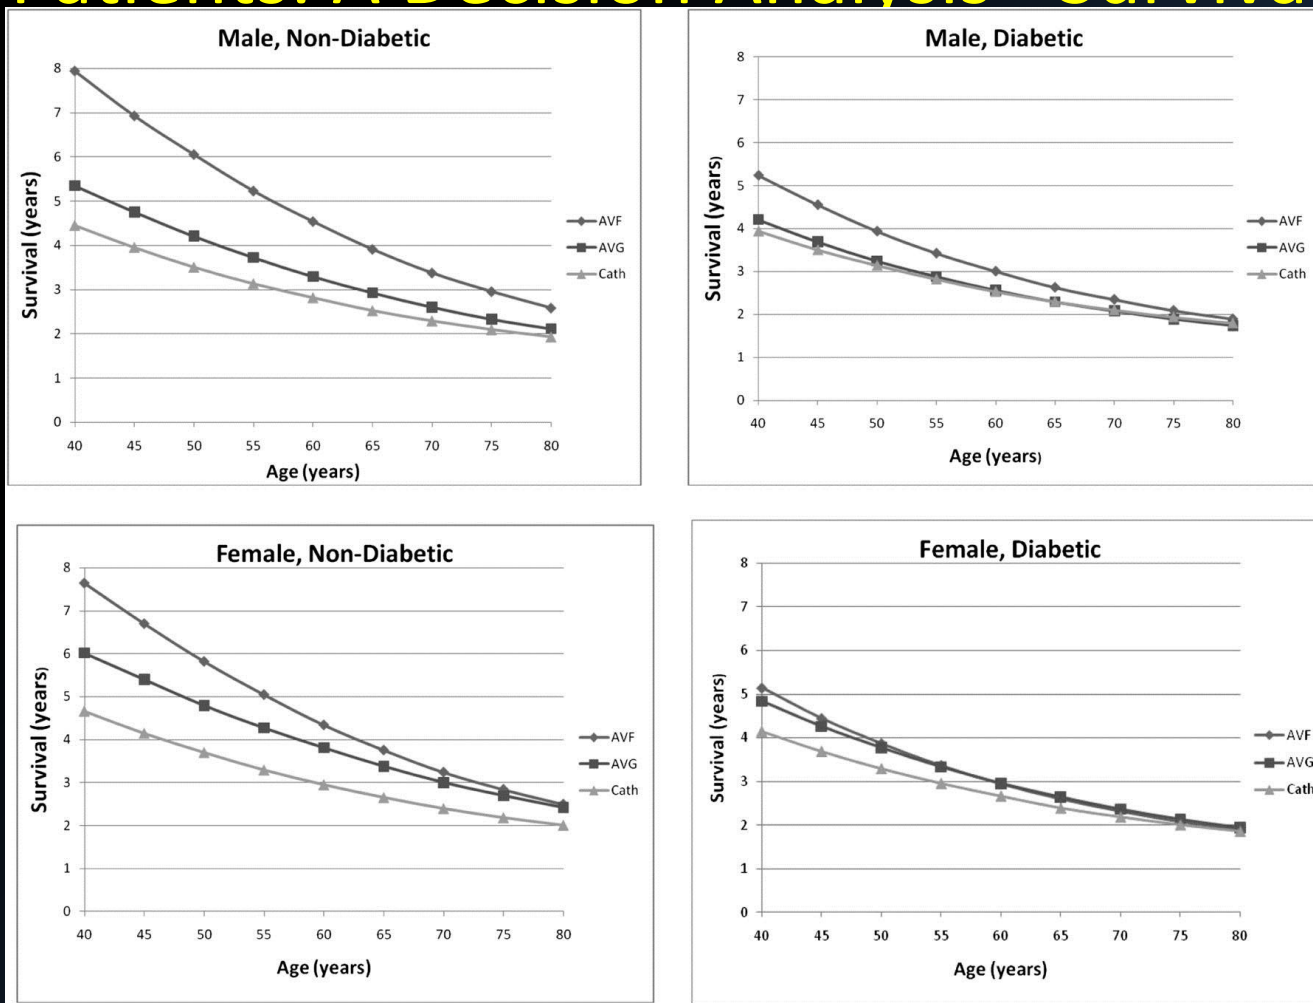 Patients: A Decision Analysis - Survival
Male, Non-Diabetic
Survival (years)
8
7
6
5
4
3
2
1
0
40 45 50 55 60 65 70 75 80
Age (years)
AVF
AVG
Cath
Male, Diabetic
Survival (years)
8
7
6
5
4
3
2
1
0
40 45 50 55 60 65 70 75 80
Age (years)
AVF
AVG
Cath
Female, Non-Diabetic
Survival (years)
8
7
6
5
4
3
2
1
0
40 45 50 55 60 65 70 75 80
Age (years)
AVF
AVG
Cath
Female, Diabetic
Survival (years)
8
7
6
5
4
3
2
1
0
40 45 50 55 60 65 70 75 80
Age (years)
AVF
AVG
Cath